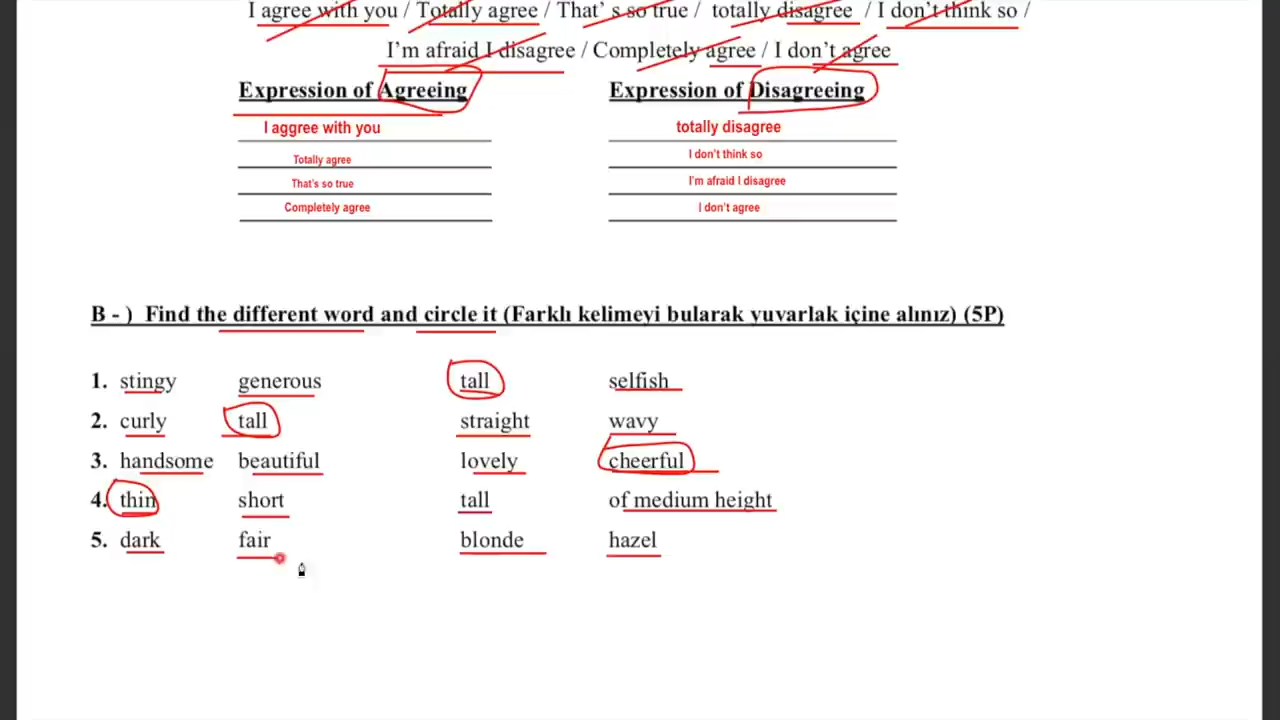 I agree with you / Totally agree / That' s so true / totally disagree / I don't think so /
I'm afraid I disagree / Completely agree / I don't agree
Expression of Agreeing Expression of Disagreeing
I aggree with you totally disagree
Totally agree I don't think so
That's so true I'm afraid I disagree
Completely agree I don't agree
B - ) Find the different word and circle it (Farklı kelimeyi bularak yuvarlak içine alınız) (5P)
1. stingy generous tall selfish
2. curly tall straight wavy
3. handsome beautiful lovely cheerful
4. thin short tall of medium height
5. dark fair blonde hazel